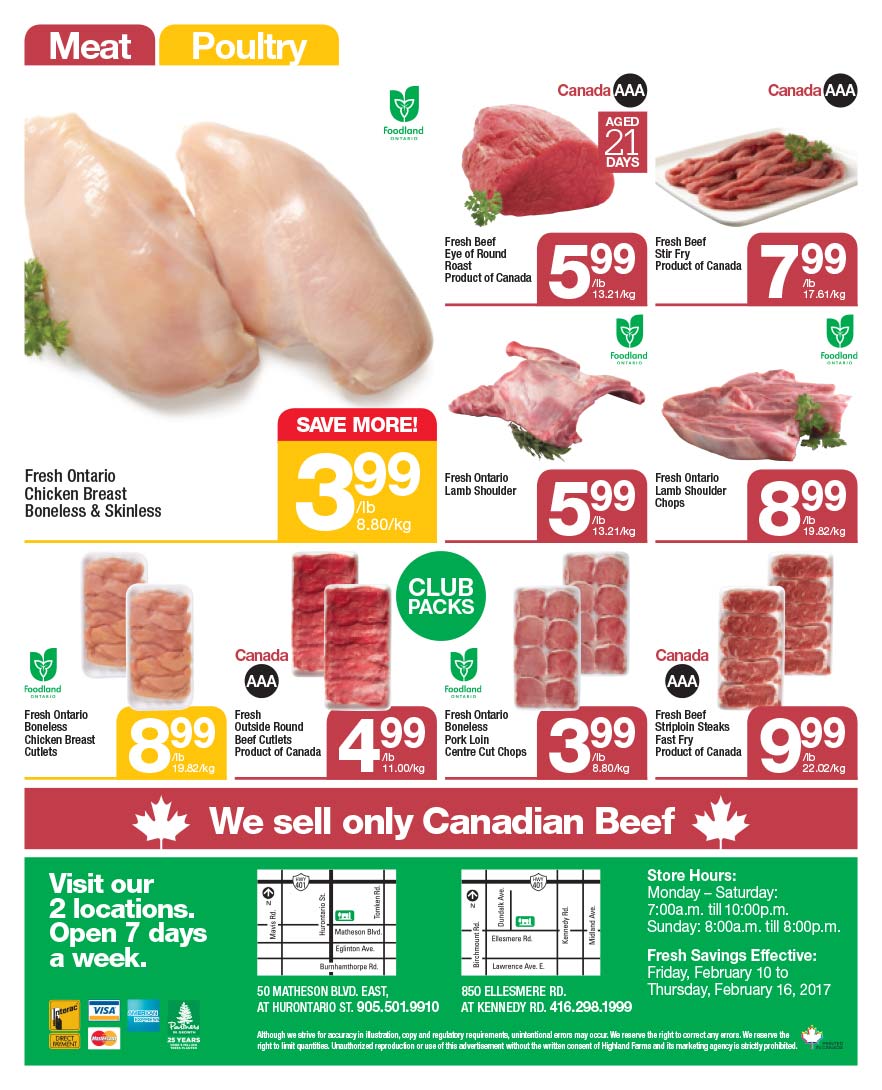 Meat
Poultry
Foodland
ONTARIO
Fresh Ontario
Chicken Breast
Boneless & Skinless
SAVE MORE!
3.99
/lb
8.80/kg
Canada AAA
AGED
21
DAYS
Fresh Beef
Eye of Round
Roast
Product of Canada
5.99
/lb
13.21/kg
Canada AAA
Fresh Beef
Stir Fry
Product of Canada
7.99
/lb
17.61/kg
Foodland
ONTARIO
Fresh Ontario
Lamb Shoulder
5.99
/lb
13.21/kg
Foodland
ONTARIO
Fresh Ontario
Lamb Shoulder
Chops
8.99
/lb
19.82/kg
CLUB
PACKS
Foodland
ONTARIO
Fresh Ontario
Boneless
Chicken Breast
Cutlets
8.99
/lb
19.82/kg
Canada
AAA
Fresh
Outside Round
Beef Cutlets
Product of Canada
4.99
/lb
11.00/kg
Foodland
ONTARIO
Fresh Ontario
Boneless
Pork Loin
Centre Cut Chops
3.99
/lb
8.80/kg
Canada
AAA
Fresh Beef
Striploin Steaks
Fast Fry
Product of Canada
9.99
/lb
22.02/kg
We sell only Canadian Beef
Visit our
2 locations.
Open 7 days
a week.
Interac
DIRECT
PAYMENT
VISA
MasterCard
AMERICAN
EXPRESS
Partners
IN GROWTH
25 YEARS
HWY
401
N
Mavis Rd.
Hurontario St.
Tomken Rd.
Matheson Blvd.
Eglinton Ave.
Burnhamthorpe Rd.
50 MATHESON BLVD. EAST,
AT HURONTARIO ST. 905.501.9910
HWY
401
N
Birchmount Rd.
Dundalk Ave.
Kennedy Rd.
Midland Ave.
Ellesmere Rd.
Lawrence Ave. E.
850 ELLESMERE RD.
AT KENNEDY RD. 416.298.1999
Store Hours:
Monday – Saturday:
7:00a.m. till 10:00p.m.
Sunday: 8:00a.m. till 8:00p.m.
Fresh Savings Effective:
Friday, February 10 to
Thursday, February 16, 2017
Although we strive for accuracy in illustration, copy and regulatory requirements, unintentional errors may occur. We reserve the right to correct any errors. We reserve the
right to limit quantities. Unauthorized reproduction or use of this advertisement without the written consent of Highland Farms and its marketing agency is strictly prohibited.
PRINTED
IN CANADA